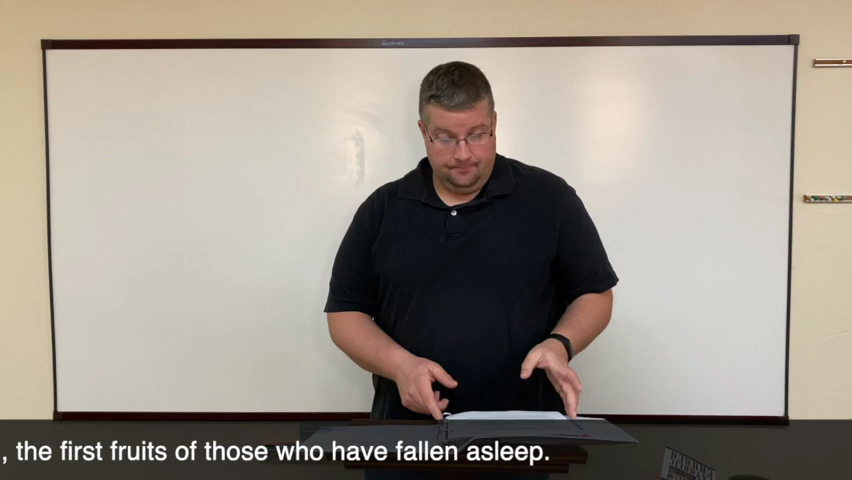 , the first fruits of those who have fallen asleep.